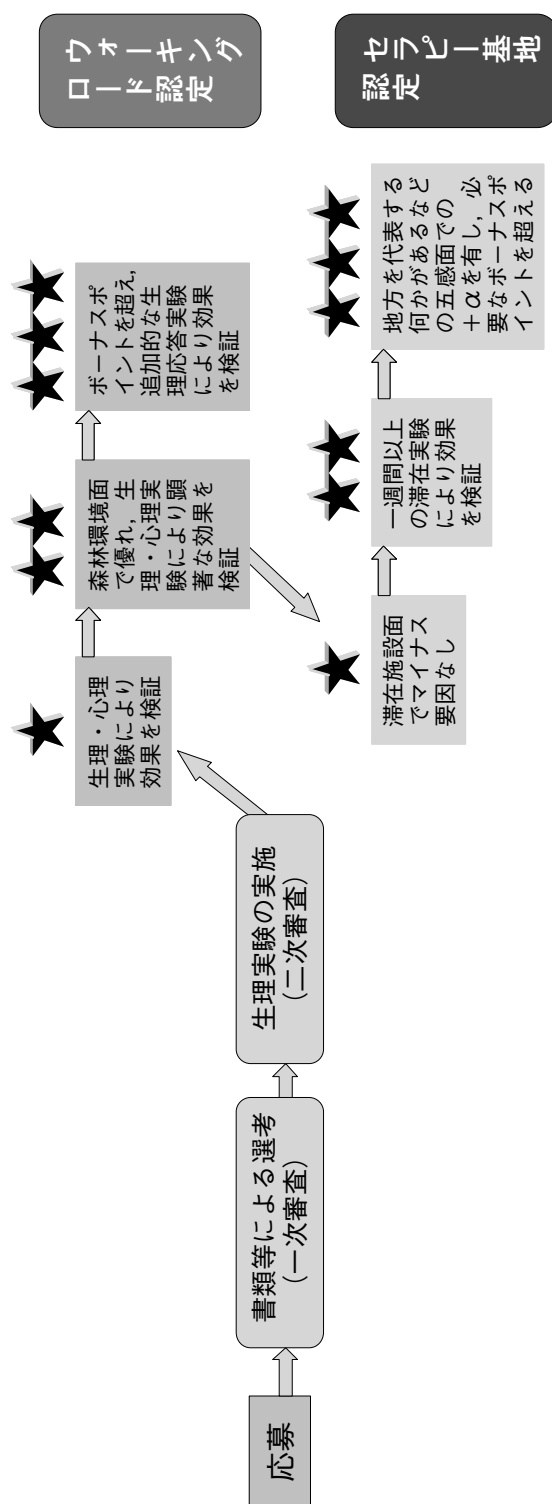 応募
書類等による選考
(一次審査)
生理実験の実施
(二次審査)
生理・心理
実験により
効果を検証
森林環境面
で優れ，生
理・心理実
験により顕
著な効果を
検証
ボーナスポ
イントを超え，
追加的な生
理応答実験
により効果
を検証
ウォーキング
ロード認定
滞在施設面
でマイナス
要因なし
一週間以上
の滞在実験
により効果
を検証
地方を代表する
何かがあるなど
の五感面での
＋αを有し，必
要なボーナスポ
イントを超える
セラピー基地
認定